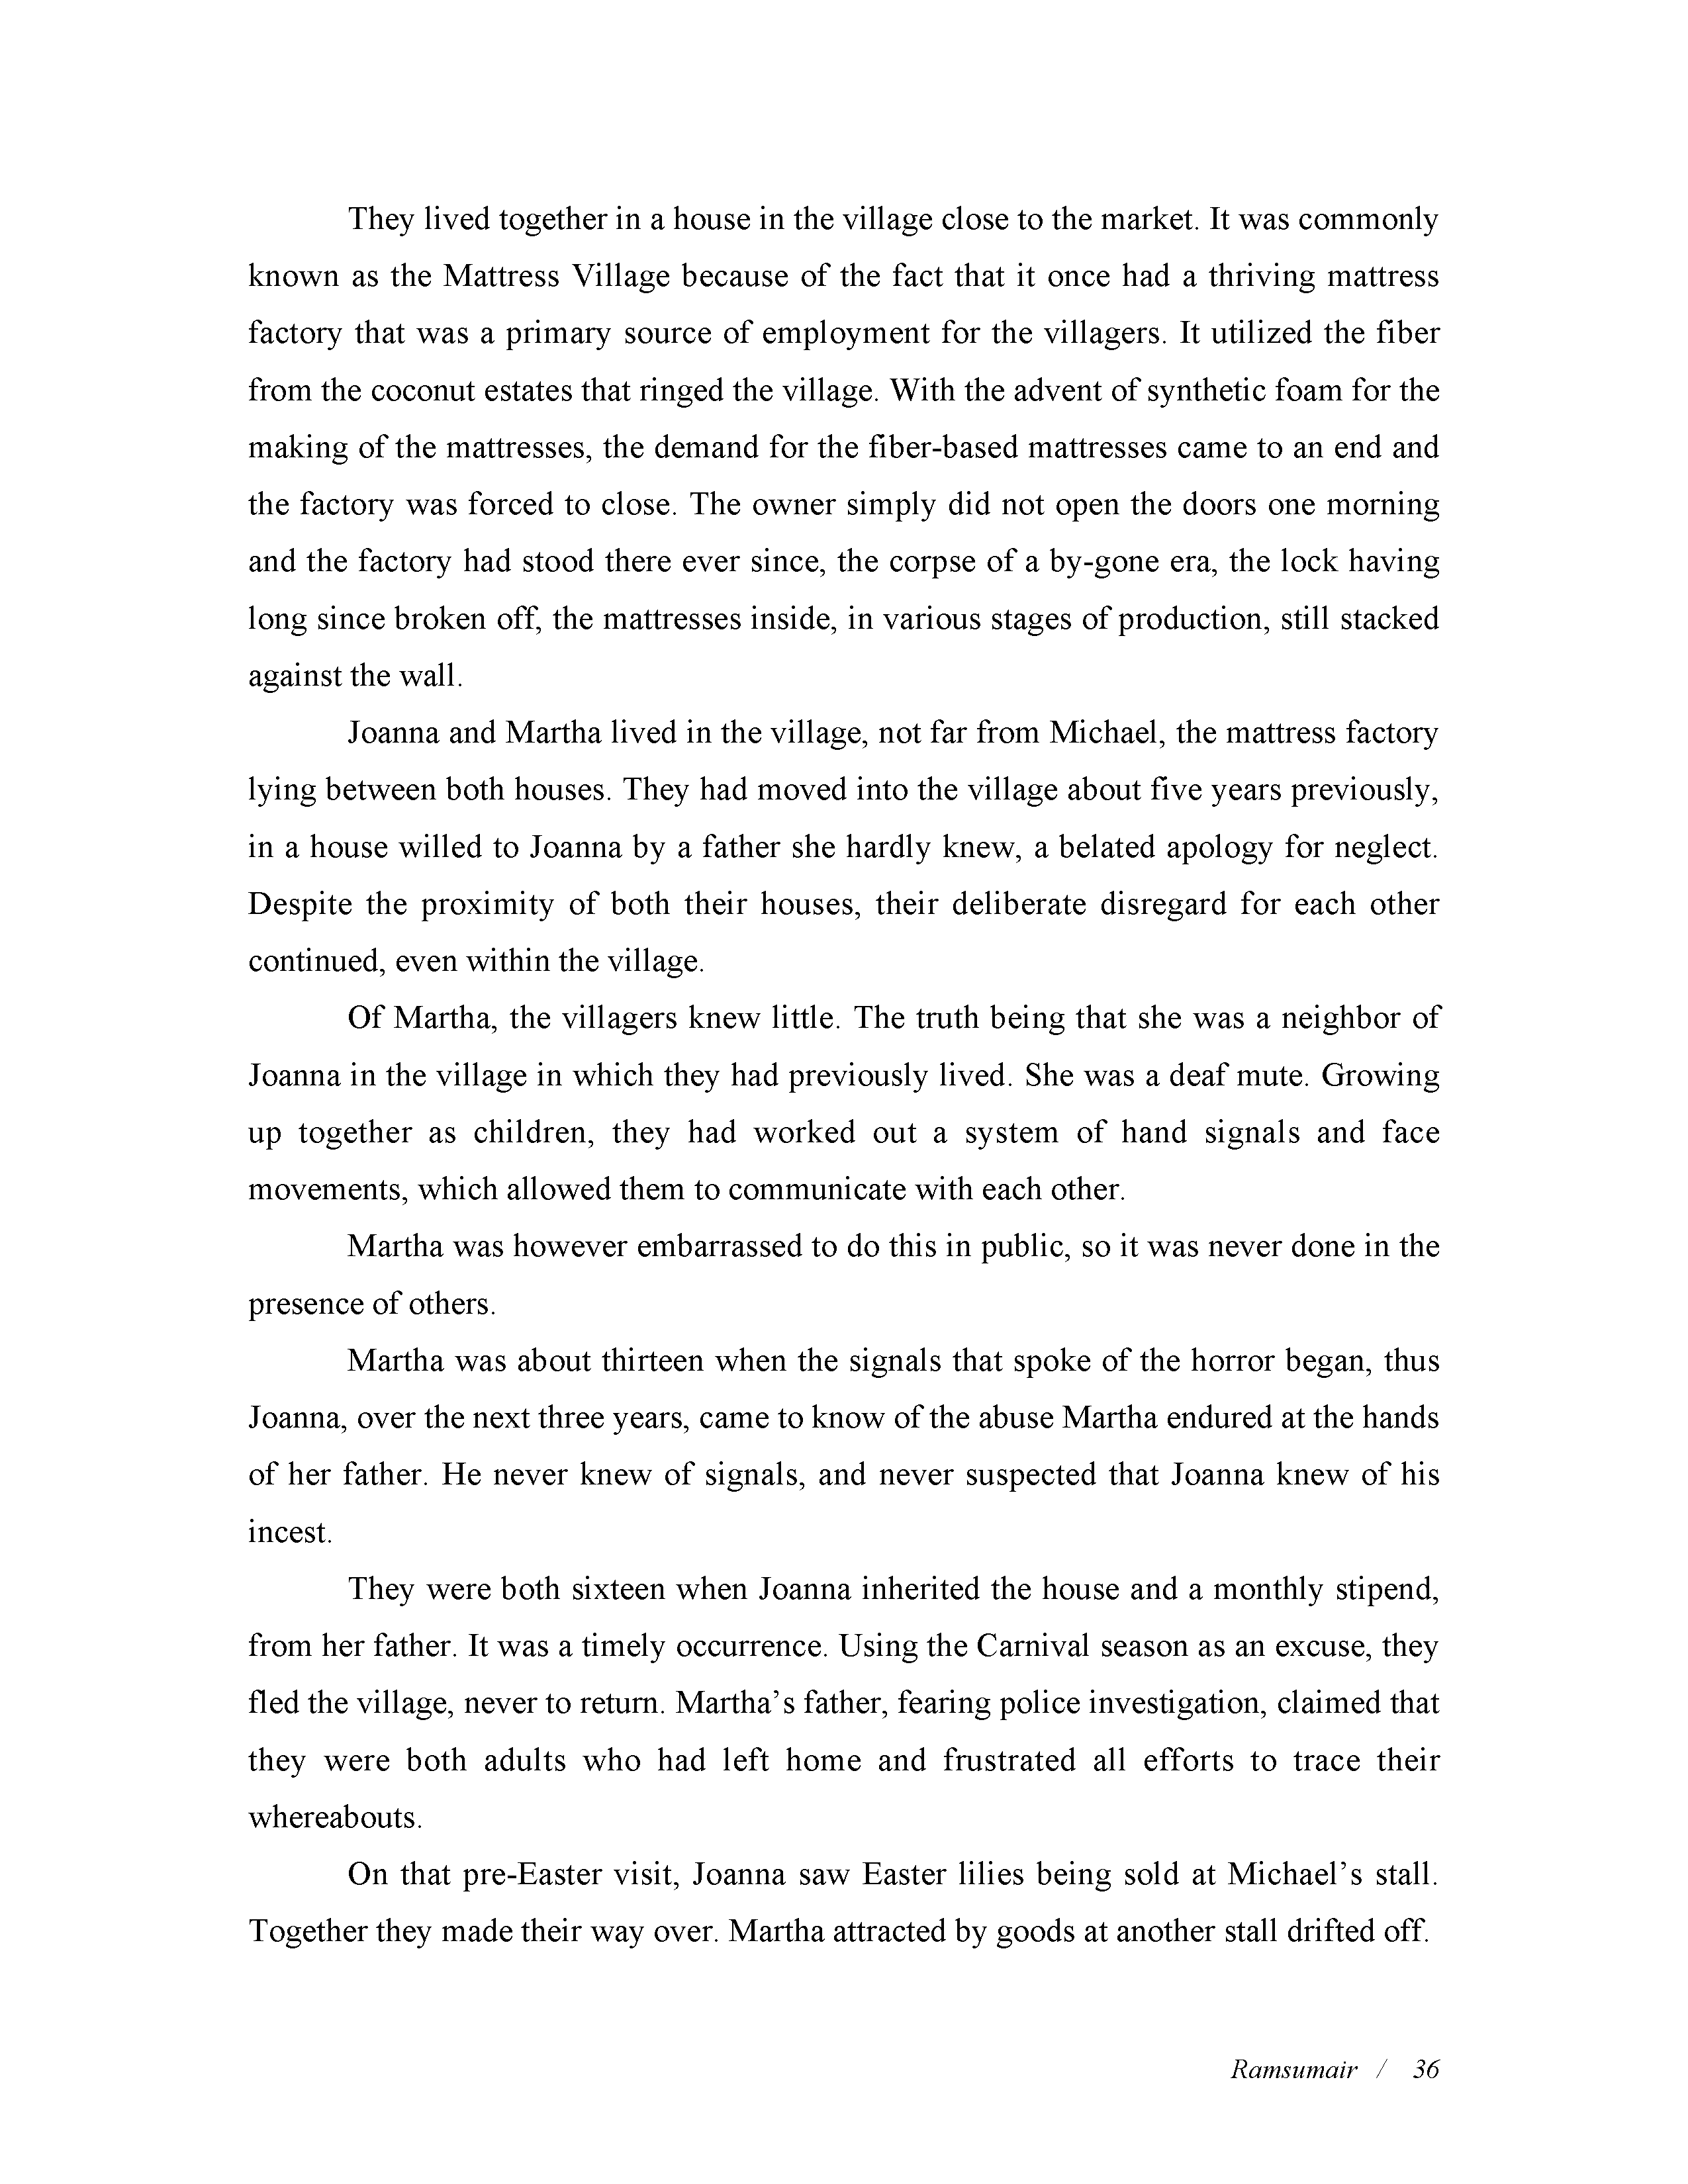 They lived together in a house in the village close to the market. It was commonly
known as the Mattress Village because of the fact that it once had a thriving mattress
factory that was a primary source of employment for the villagers. It utilized the fiber
from the coconut estates that ringed the village. With the advent of synthetic foam for the
making of the mattresses, the demand for the fiber-based mattresses came to an end and
the factory was forced to close. The owner simply did not open the doors one morning
and the factory had stood there ever since, the corpse of a by-gone era, the lock having
long since broken off, the mattresses inside, in various stages of production, still stacked
against the wall.
Joanna and Martha lived in the village, not far from Michael, the mattress factory
lying between both houses. They had moved into the village about five years previously,
in a house willed to Joanna by a father she hardly knew, a belated apology for neglect.
Despite the proximity of both their houses, their deliberate disregard for each other
continued, even within the village.
Of Martha, the villagers knew little. The truth being that she was a neighbor of
Joanna in the village in which they had previously lived. She was a deaf mute. Growing
up together as children, they had worked out a system of hand signals and face
movements, which allowed them to communicate with each other.
Martha was however embarrassed to do this in public, so it was never done in the
presence of others.
Martha was about thirteen when the signals that spoke of the horror began, thus
Joanna, over the next three years, came to know of the abuse Martha endured at the hands
of her father. He never knew of signals, and never suspected that Joanna knew of his
incest.
They were both sixteen when Joanna inherited the house and a monthly stipend,
from her father. It was a timely occurrence. Using the Carnival season as an excuse, they
fled the village, never to return. Martha’s father, fearing police investigation, claimed that
they were both adults who had left home and frustrated all efforts to trace their
whereabouts.
On that pre-Easter visit, Joanna saw Easter lilies being sold at Michael’s stall.
Together they made their way over. Martha attracted by goods at another stall drifted off.
Ramsumair / 36